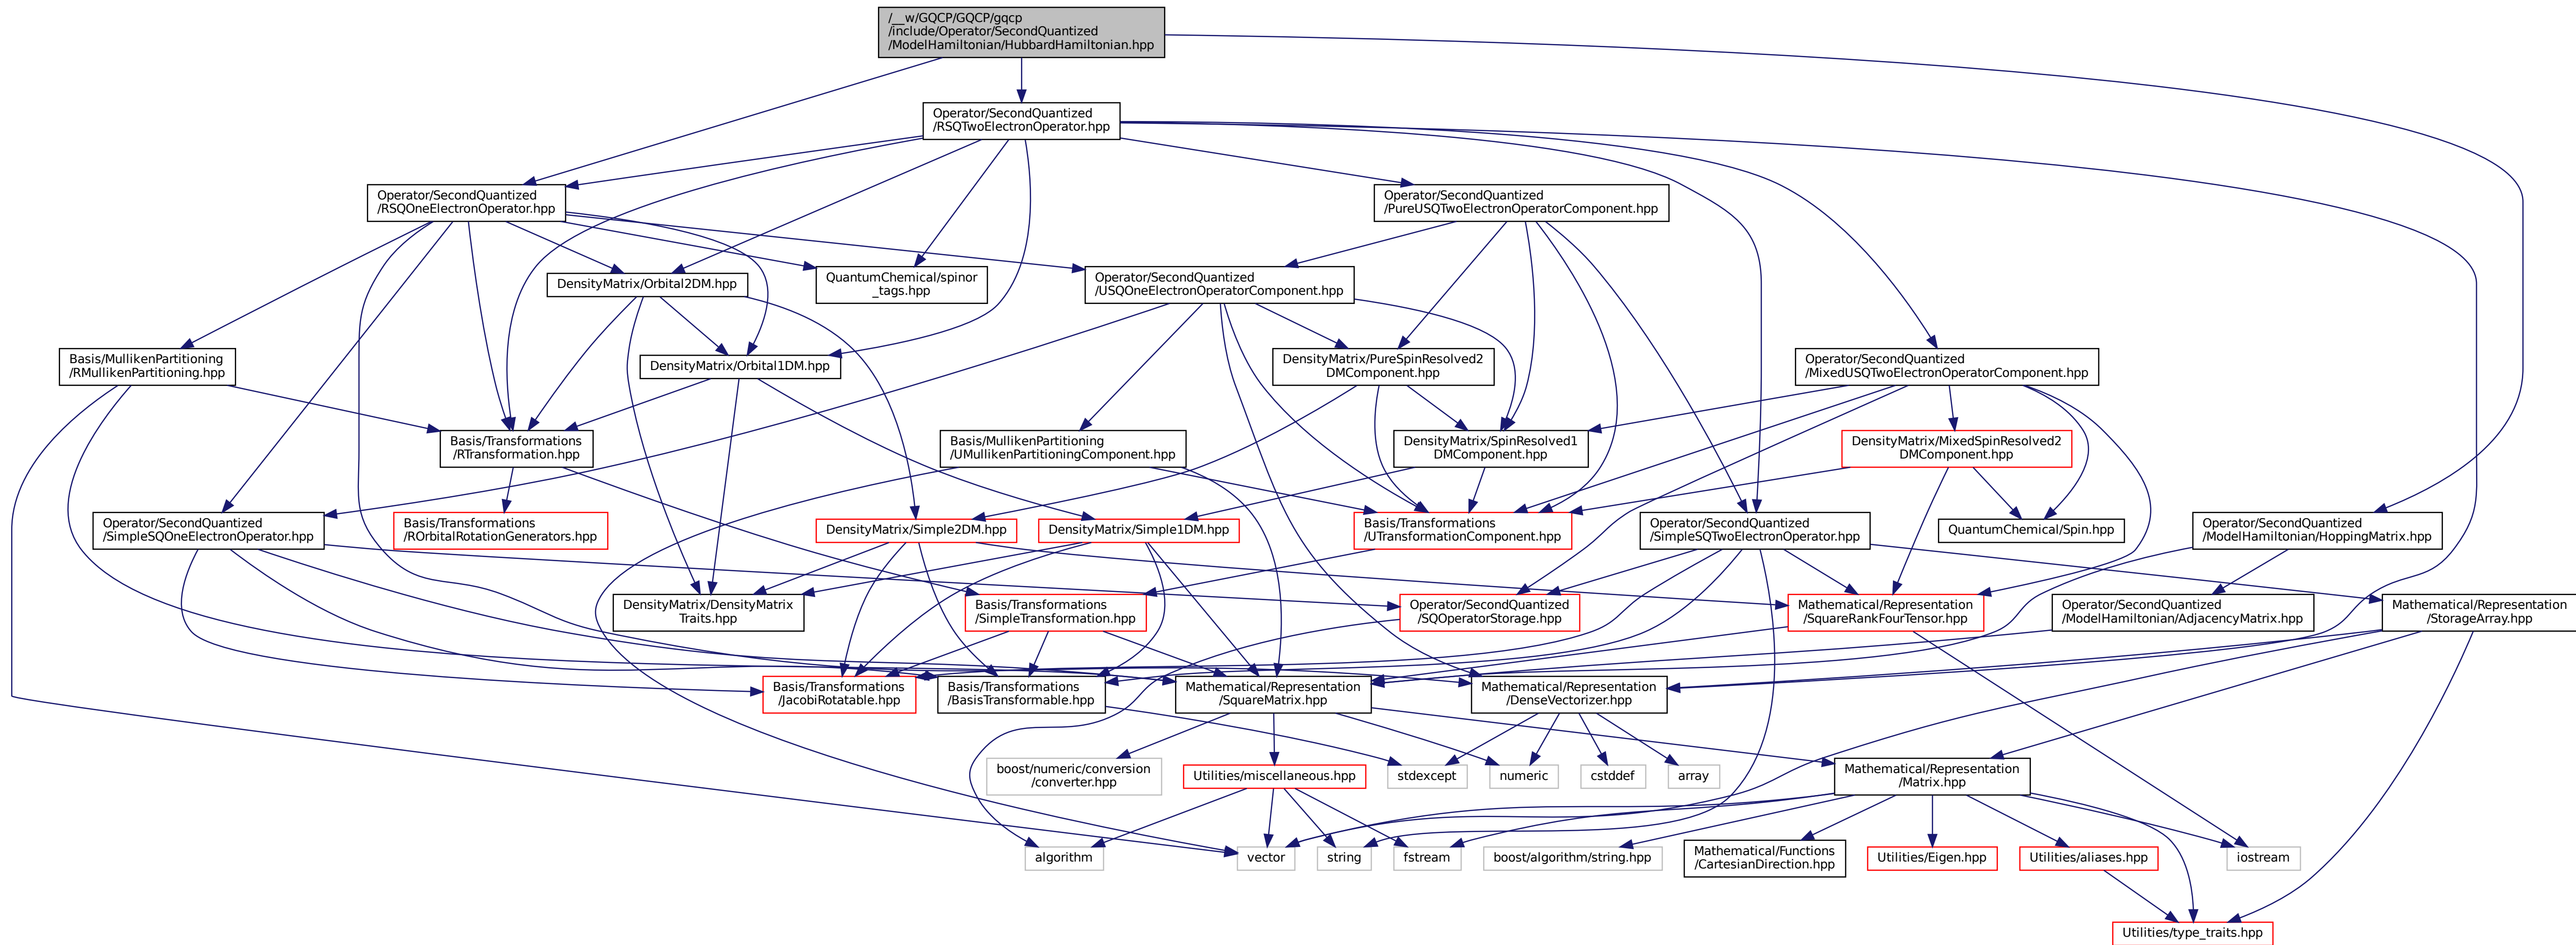 /__w/GQCP/GQCP/gqcp
/include/Operator/SecondQuantized
/ModelHamiltonian/HubbardHamiltonian.hpp
Operator/SecondQuantized
/RSQTwoElectronOperator.hpp
Operator/SecondQuantized
/RSQOneElectronOperator.hpp
Operator/SecondQuantized
/PureUSQTwoElectronOperatorComponent.hpp
DensityMatrix/Orbital2DM.hpp
QuantumChemical/spinor
_tags.hpp
Operator/SecondQuantized
/USQOneElectronOperatorComponent.hpp
Basis/MullikenPartitioning
/RMullikenPartitioning.hpp
DensityMatrix/Orbital1DM.hpp
DensityMatrix/PureSpinResolved2
DMComponent.hpp
Operator/SecondQuantized
/MixedUSQTwoElectronOperatorComponent.hpp
Basis/Transformations
/RTransformation.hpp
Basis/MullikenPartitioning
/UMullikenPartitioningComponent.hpp
DensityMatrix/SpinResolved1
DMComponent.hpp
DensityMatrix/MixedSpinResolved2
DMComponent.hpp
Operator/SecondQuantized
/SimpleSQOneElectronOperator.hpp
Basis/Transformations
/ROrbitalRotationGenerators.hpp
DensityMatrix/Simple2DM.hpp
DensityMatrix/Simple1DM.hpp
Basis/Transformations
/UTransformationComponent.hpp
Operator/SecondQuantized
/SimpleSQTwoElectronOperator.hpp
QuantumChemical/Spin.hpp
Operator/SecondQuantized
/ModelHamiltonian/HoppingMatrix.hpp
DensityMatrix/DensityMatrix
Traits.hpp
Basis/Transformations
/SimpleTransformation.hpp
Operator/SecondQuantized
/SQOperatorStorage.hpp
Mathematical/Representation
/SquareRankFourTensor.hpp
Operator/SecondQuantized
/ModelHamiltonian/AdjacencyMatrix.hpp
Mathematical/Representation
/StorageArray.hpp
Basis/Transformations
/JacobiRotatable.hpp
Basis/Transformations
/BasisTransformable.hpp
Mathematical/Representation
/SquareMatrix.hpp
Mathematical/Representation
/DenseVectorizer.hpp
boost/numeric/conversion
/converter.hpp
Utilities/miscellaneous.hpp
stdexcept
numeric
cstddef
array
Mathematical/Representation
/Matrix.hpp
algorithm
vector
string
fstream
boost/algorithm/string.hpp
Mathematical/Functions
/CartesianDirection.hpp
Utilities/Eigen.hpp
Utilities/aliases.hpp
iostream
Utilities/type_traits.hpp